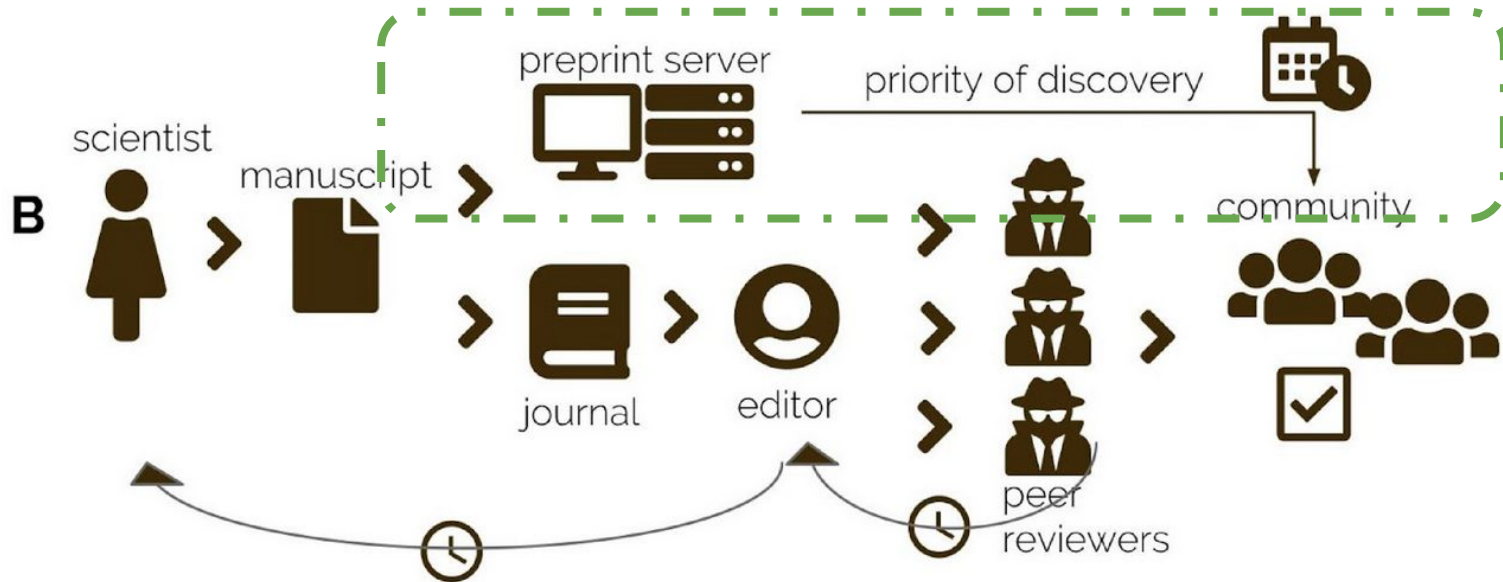 preprint server
priority of discovery
scientist
manuscript
B
community
journal
editor
peer
reviewers